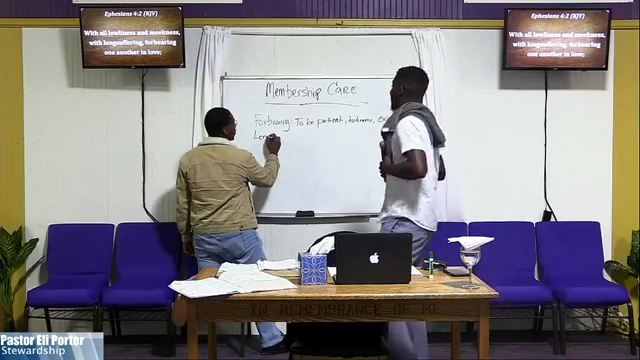 Ephesians 4:2 (KJV)
With all lowliness and meekness,
with longsuffering, forbearing
one another in love;
Ephesians 4:2 (KJV)
With all lowliness and meekness,
with longsuffering, forbearing
one another in love;
Membership Care
Forbearing: To be patient,
IN REMEMBRANCE OF ME
Pastor Eli Porter
Stewardship